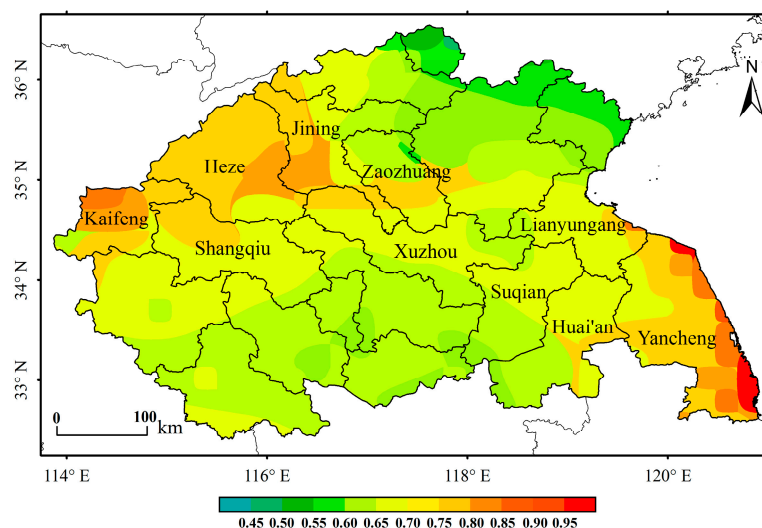 36° N
35° N
34° N
33° N
N
Jining
Heze
Zaozhuang
Kaifeng
Lianyungang
Shangqiu
Xuzhou
Suqian
Huai'an
Yancheng
0 100
km
114° E 116° E 118° E 120° E
0.45 0.50 0.55 0.60 0.65 0.70 0.75 0.80 0.85 0.90 0.95